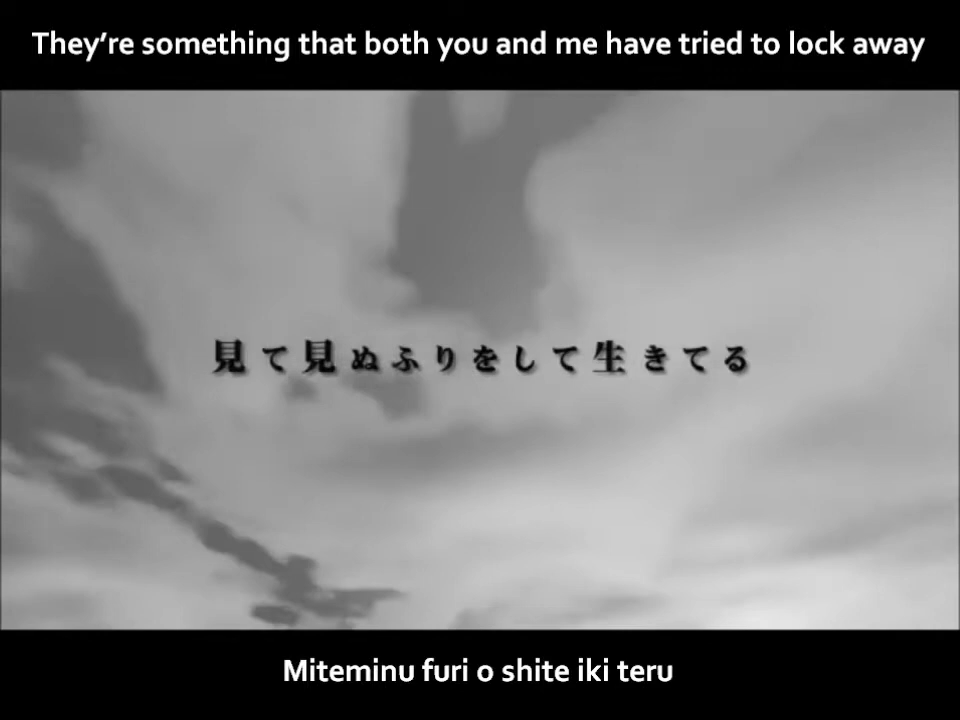 They're something that both you and me have tried to lock away
見て見ぬふりをして生きてる
Miteminu furi o shite iki teru